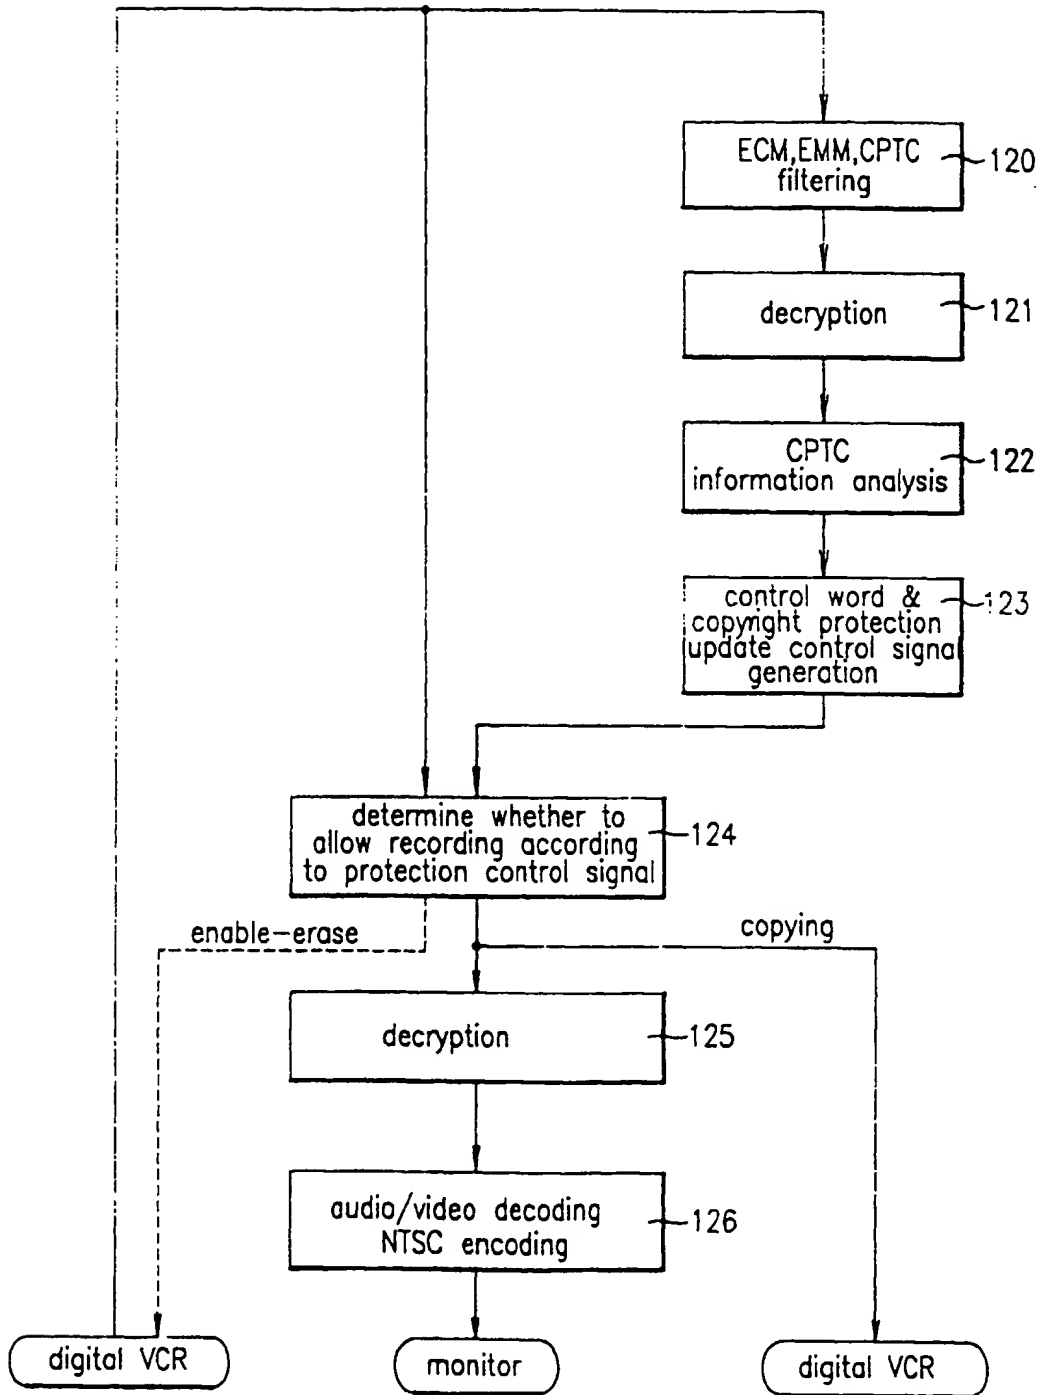 ECM,EMM,CPTC
filtering
120
decryption
121
CPTC
information analysis
122
control word &
copyright protection
update control signal
generation
123
determine whether to
allow recording according
to protection control signal
124
enable-erase
copying
decryption
125
audio/video decoding
NTSC encoding
126
digital VCR
monitor
digital VCR